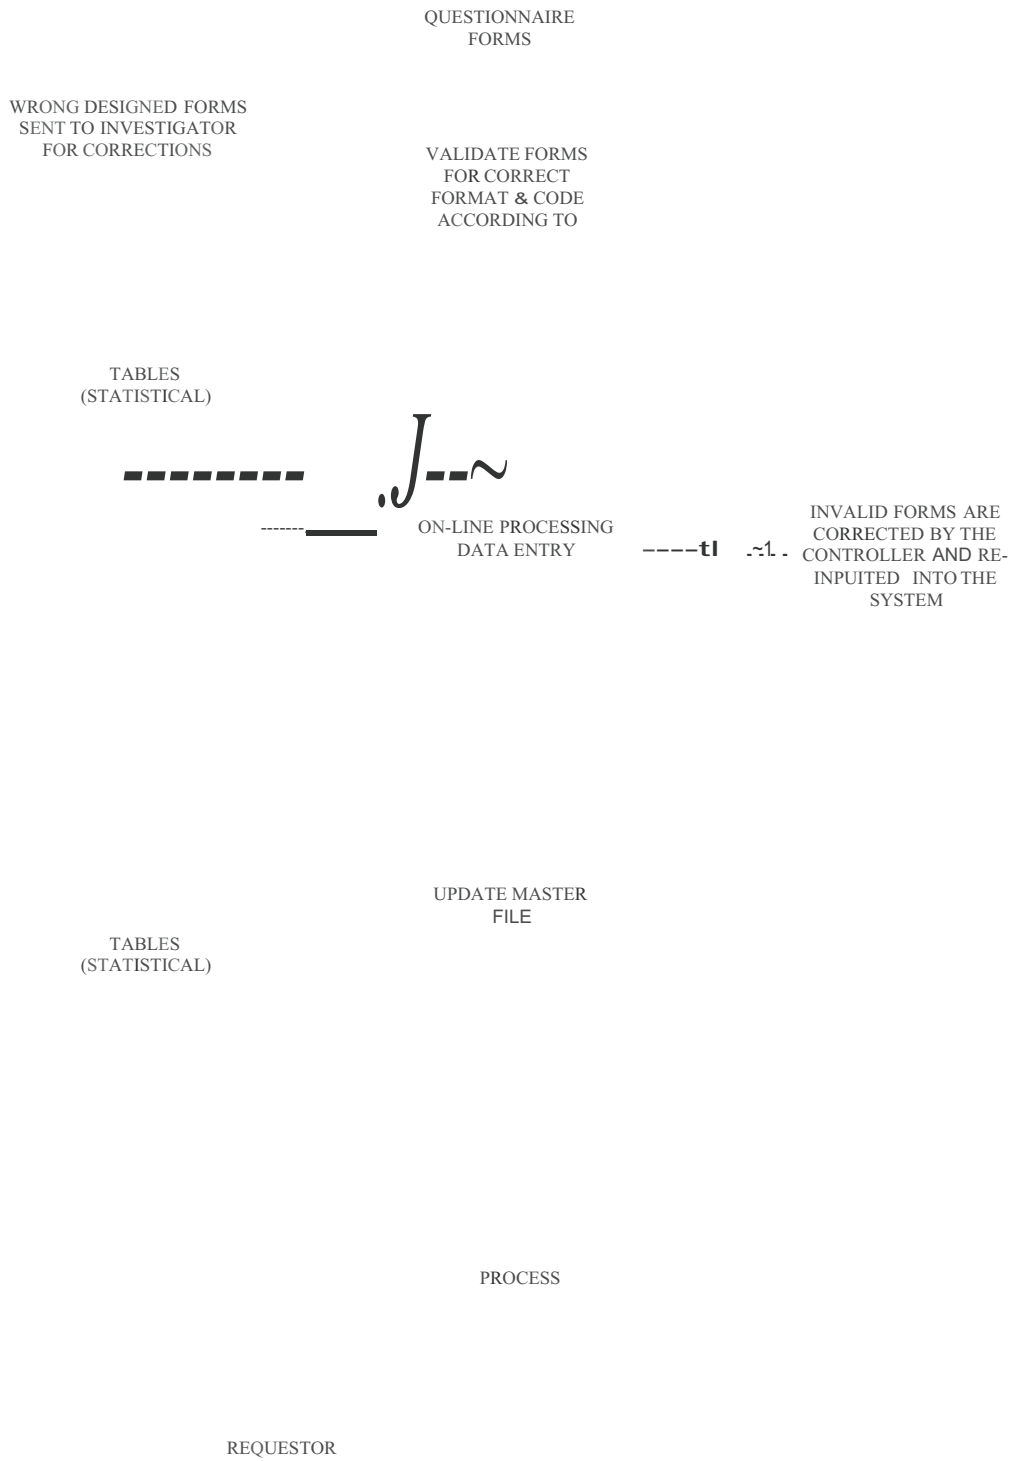 QUESTIONNAIRE
FORMS
WRONG DESIGNED FORMS
SENT TO INVESTIGATOR
FOR CORRECTIONS
VALIDATE FORMS
FOR CORRECT
FORMAT & CODE
ACCORDING TO
TABLES
(STATISTICAL)
-------- .J--~
-------.
ON-LINE PROCESSING
DATA ENTRY
----tl .~1. .
INVALID FORMS ARE
CORRECTED BY THE
CONTROLLER AND RE-
INPUITED INTO THE
SYSTEM
UPDATE MASTER
FILE
TABLES
(STATISTICAL)
PROCESS
REQUESTOR